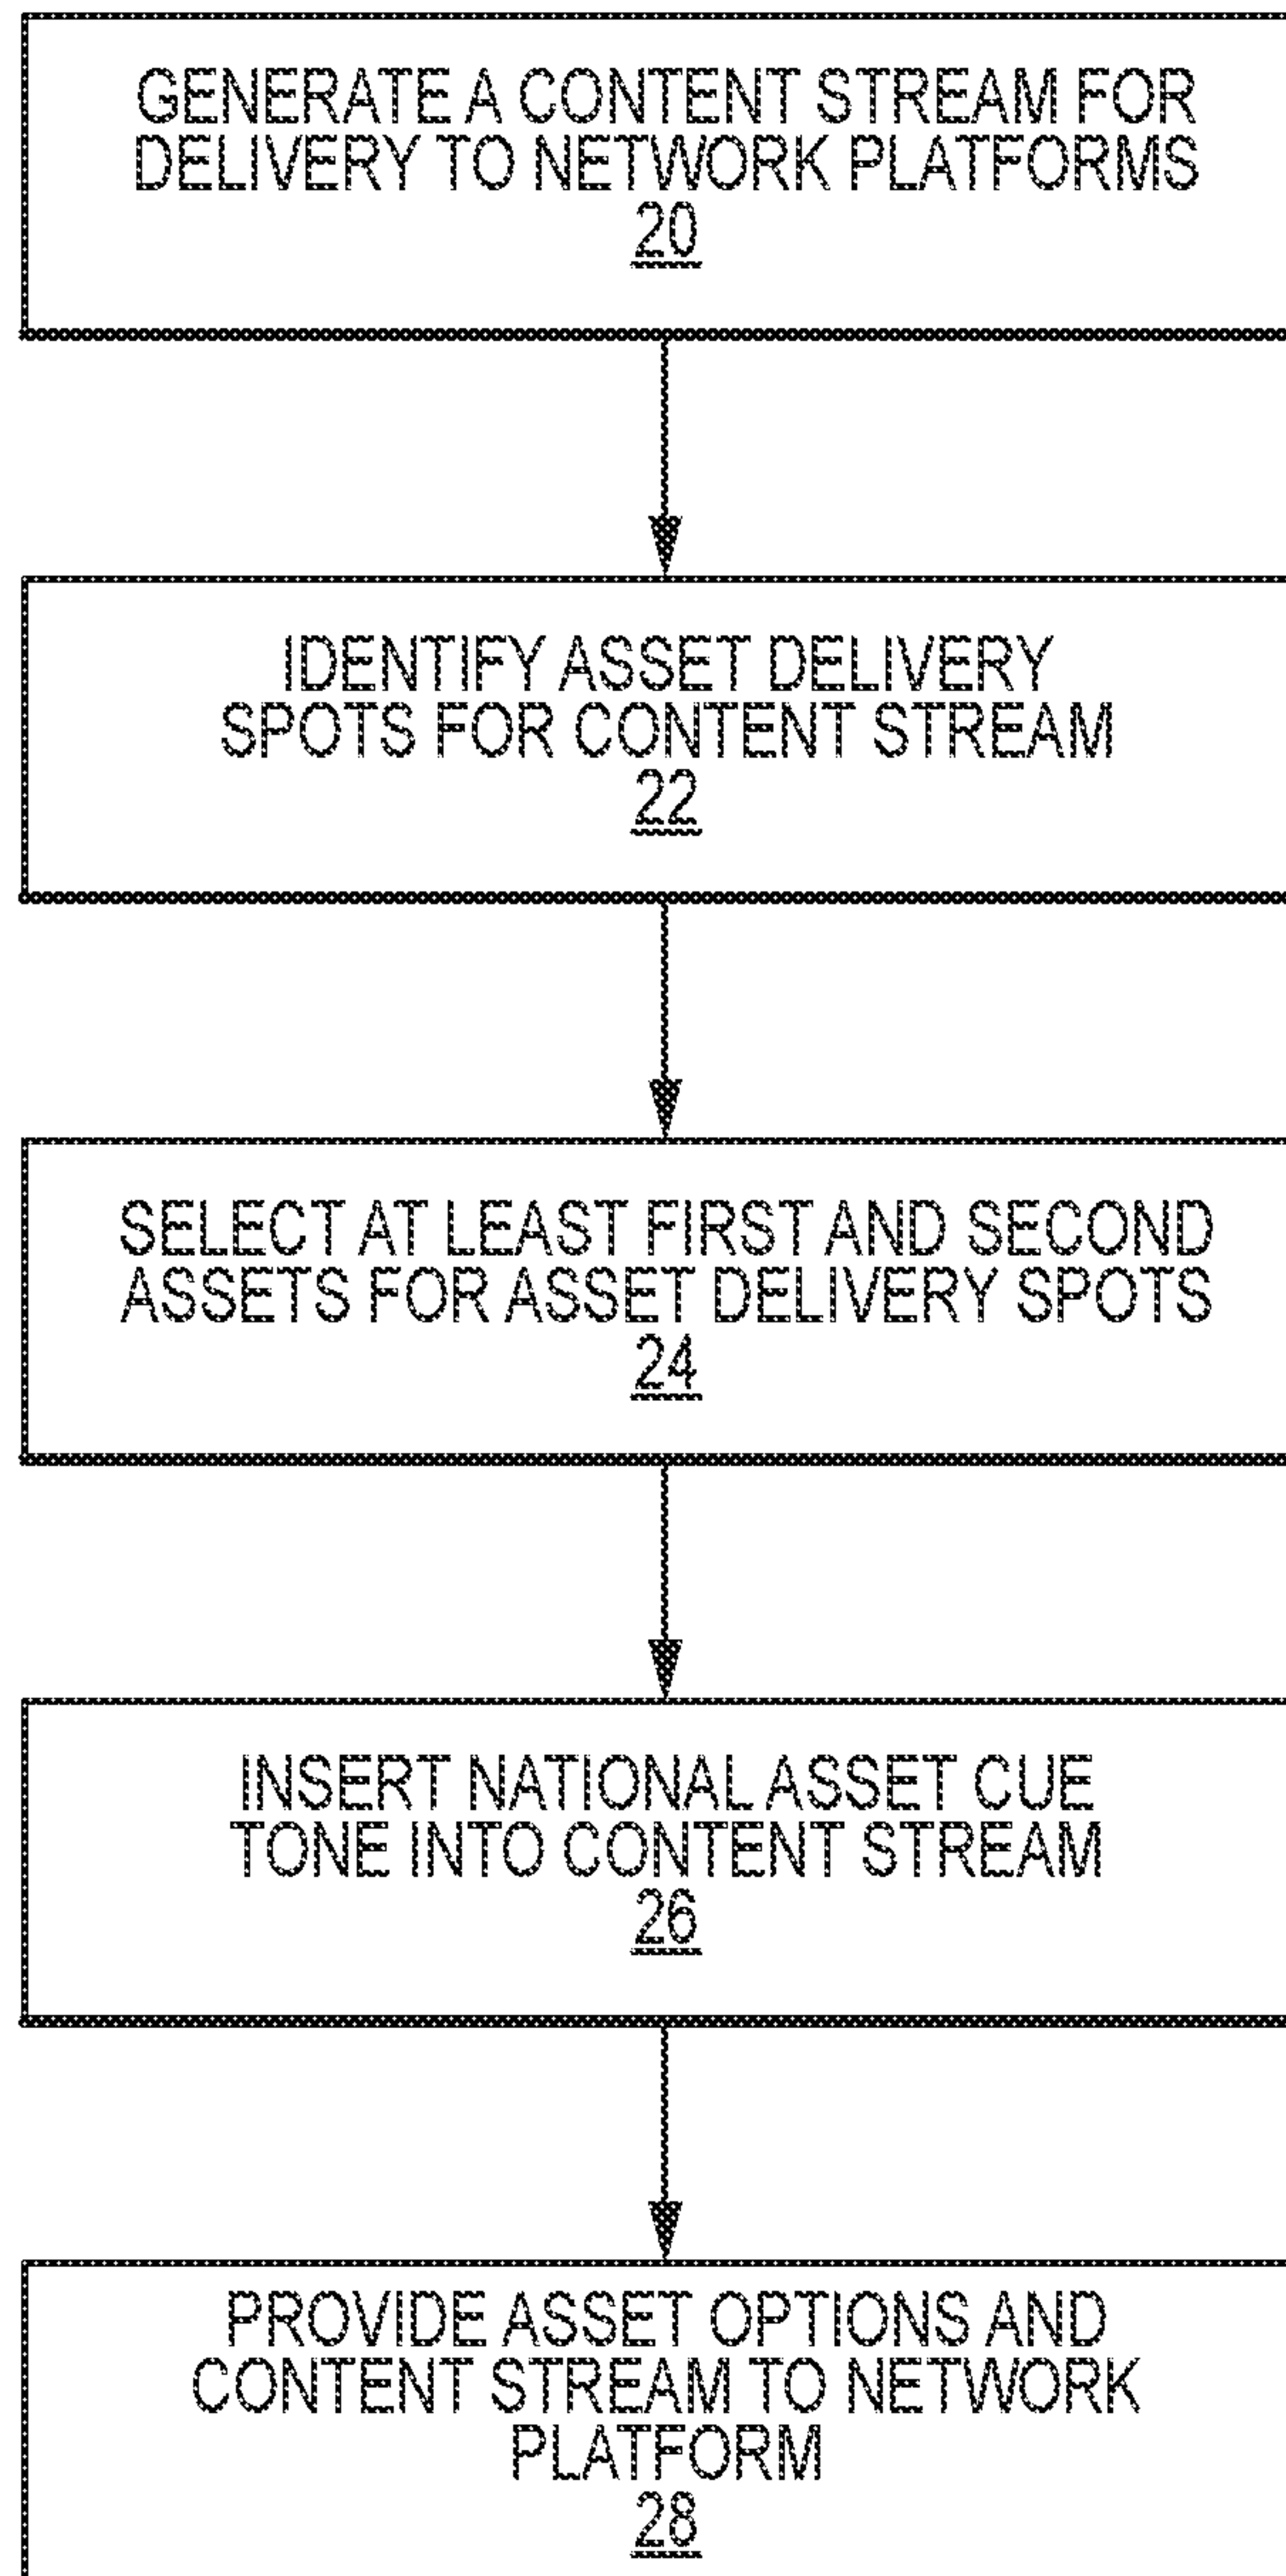 GENERATE A CONTENT STREAM FOR
DELIVERY TO NETWORK PLATFORMS
20
IDENTIFY ASSET DELIVERY
SPOTS FOR CONTENT STREAM
22
SELECT AT LEAST FIRST AND SECOND
ASSETS FOR ASSET DELIVERY SPOTS
24
INSERT NATIONAL ASSET CUE
TONE INTO CONTENT STREAM
26
PROVIDE ASSET OPTIONS AND
CONTENT STREAM TO NETWORK
PLATFORM
28